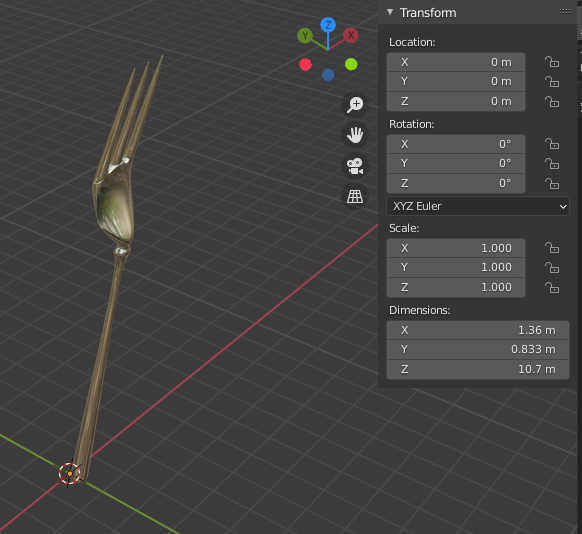 Transform
Z
Y
X
Location:
X 0 m
Y 0 m
Z 0 m
Rotation:
X 0°
Y 0°
Z 0°
XYZ Euler
Scale:
X 1.000
Y 1.000
Z 1.000
Dimensions:
X 1.36 m
Y 0.833 m
Z 10.7 m